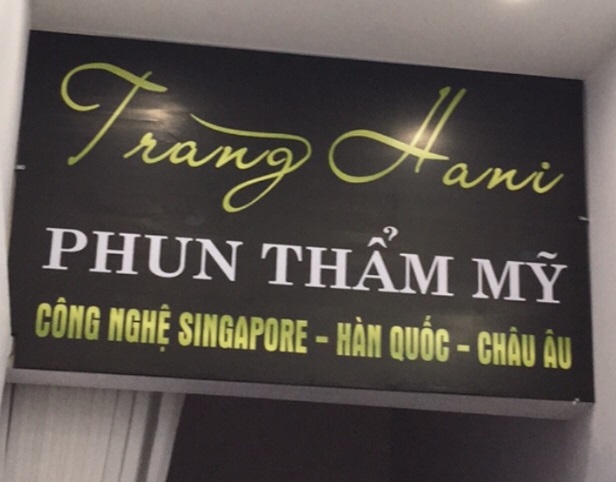 Trang Hani
PHUN THẨM MỸ
CÔNG NGHỆ SINGAPORE - HÀN QUỐC - CHÂU ÂU